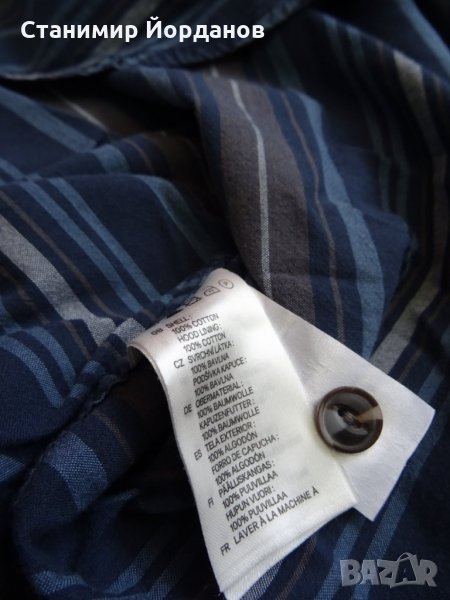 Станимир Йорданов
GB SHELL:
100% COTTON
HOOD LINING:
100% COTTON
CZ SVRCHNÍ LÁTKA:
100% BAVLNA
PODŠÍVKA KAPUCE:
100% BAVLNA
DE OBERMATERIAL:
100% BAUMWOLLE
KAPUZENFUTTER:
100% BAUMWOLLE
ES TELA EXTERIOR:
100% ALGODÓN
FORRO DE CAPUCHA:
100% ALGODÓN
FI PÄÄLLISKANGAS:
100% PUUVILLAA
HUPUN VUORI:
100% PUUVILLAA
FR LAVER À LA MACHINE À
BAZAR